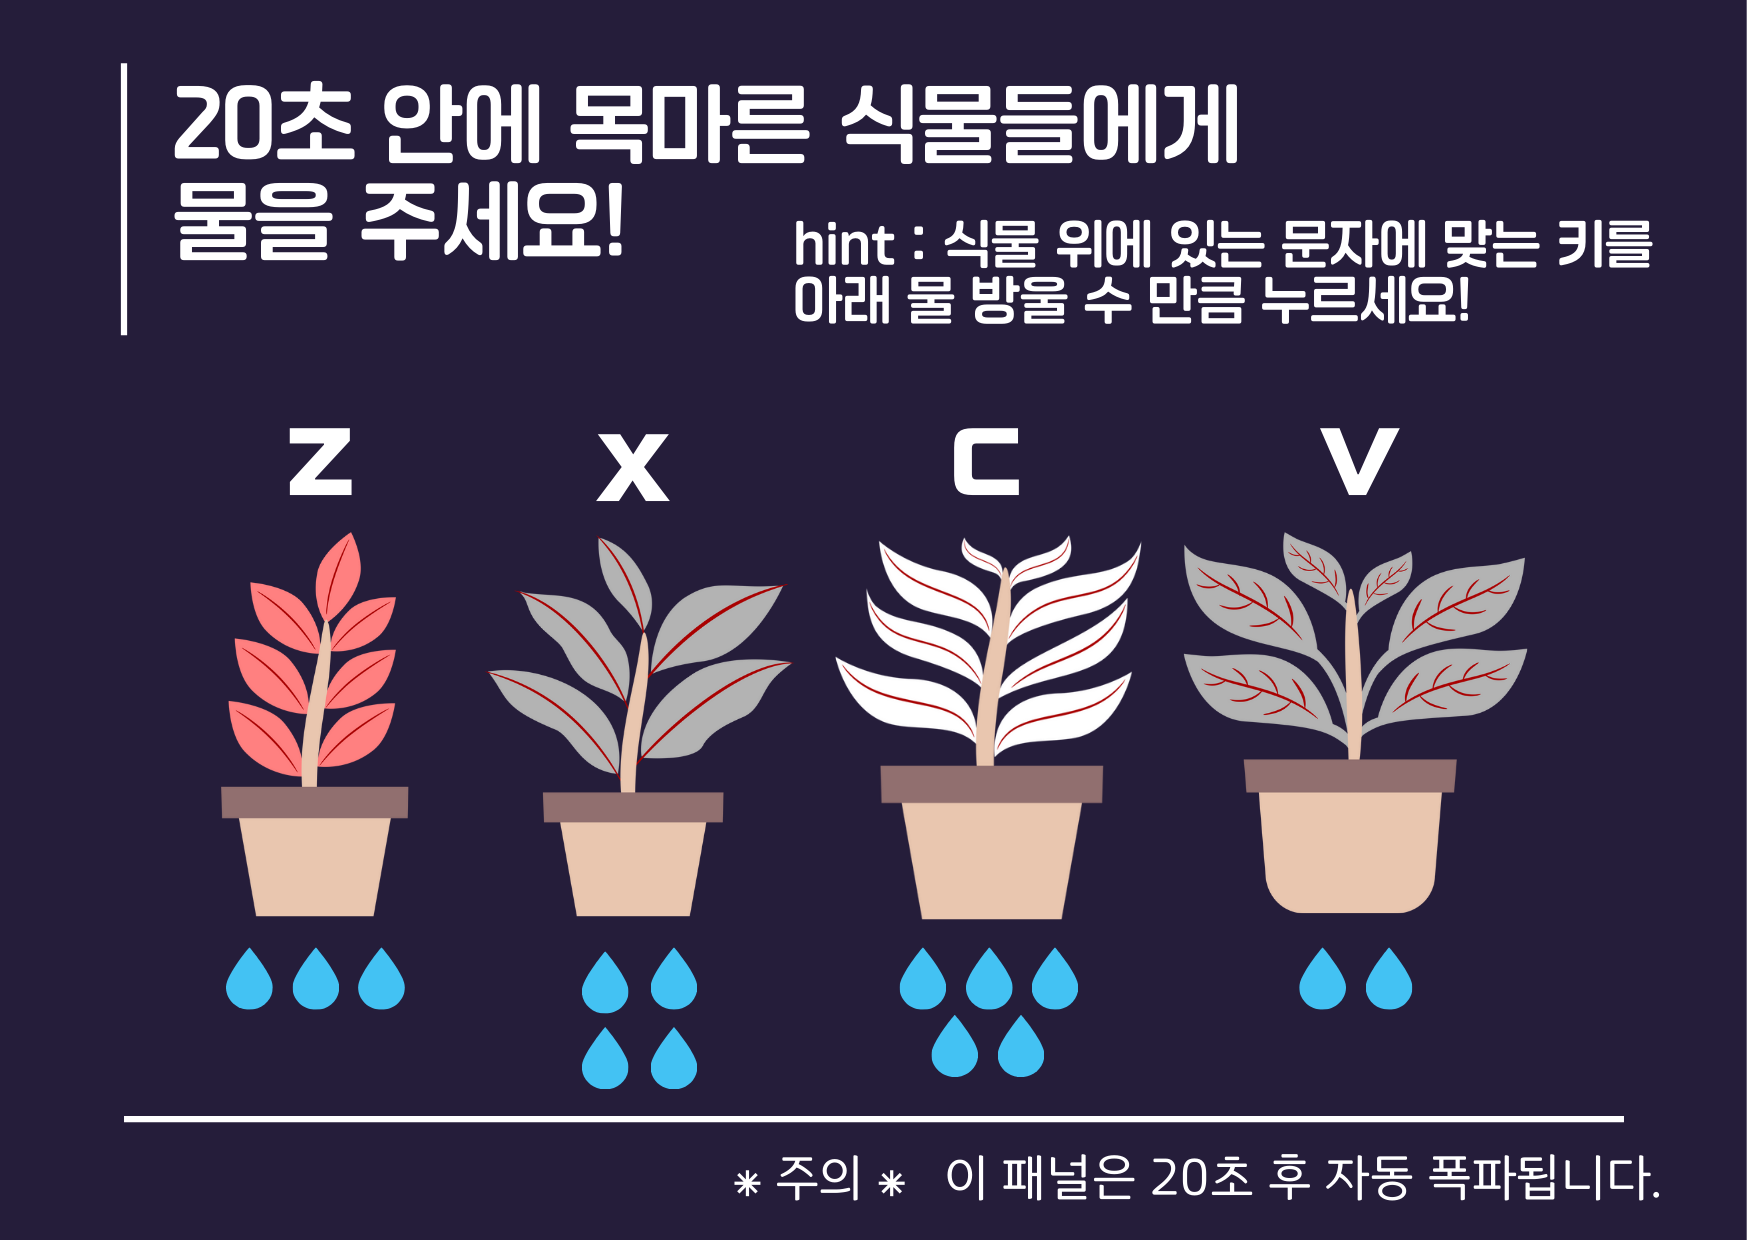 20초 안에 목마른 식물들에게
물을 주세요!
hint : 식물 위에 있는 문자에 맞는 키를
아래 물 방울 수 만큼 누르세요!
Z X C V
* 주의 * 이 패널은 20초 후 자동 폭파됩니다.